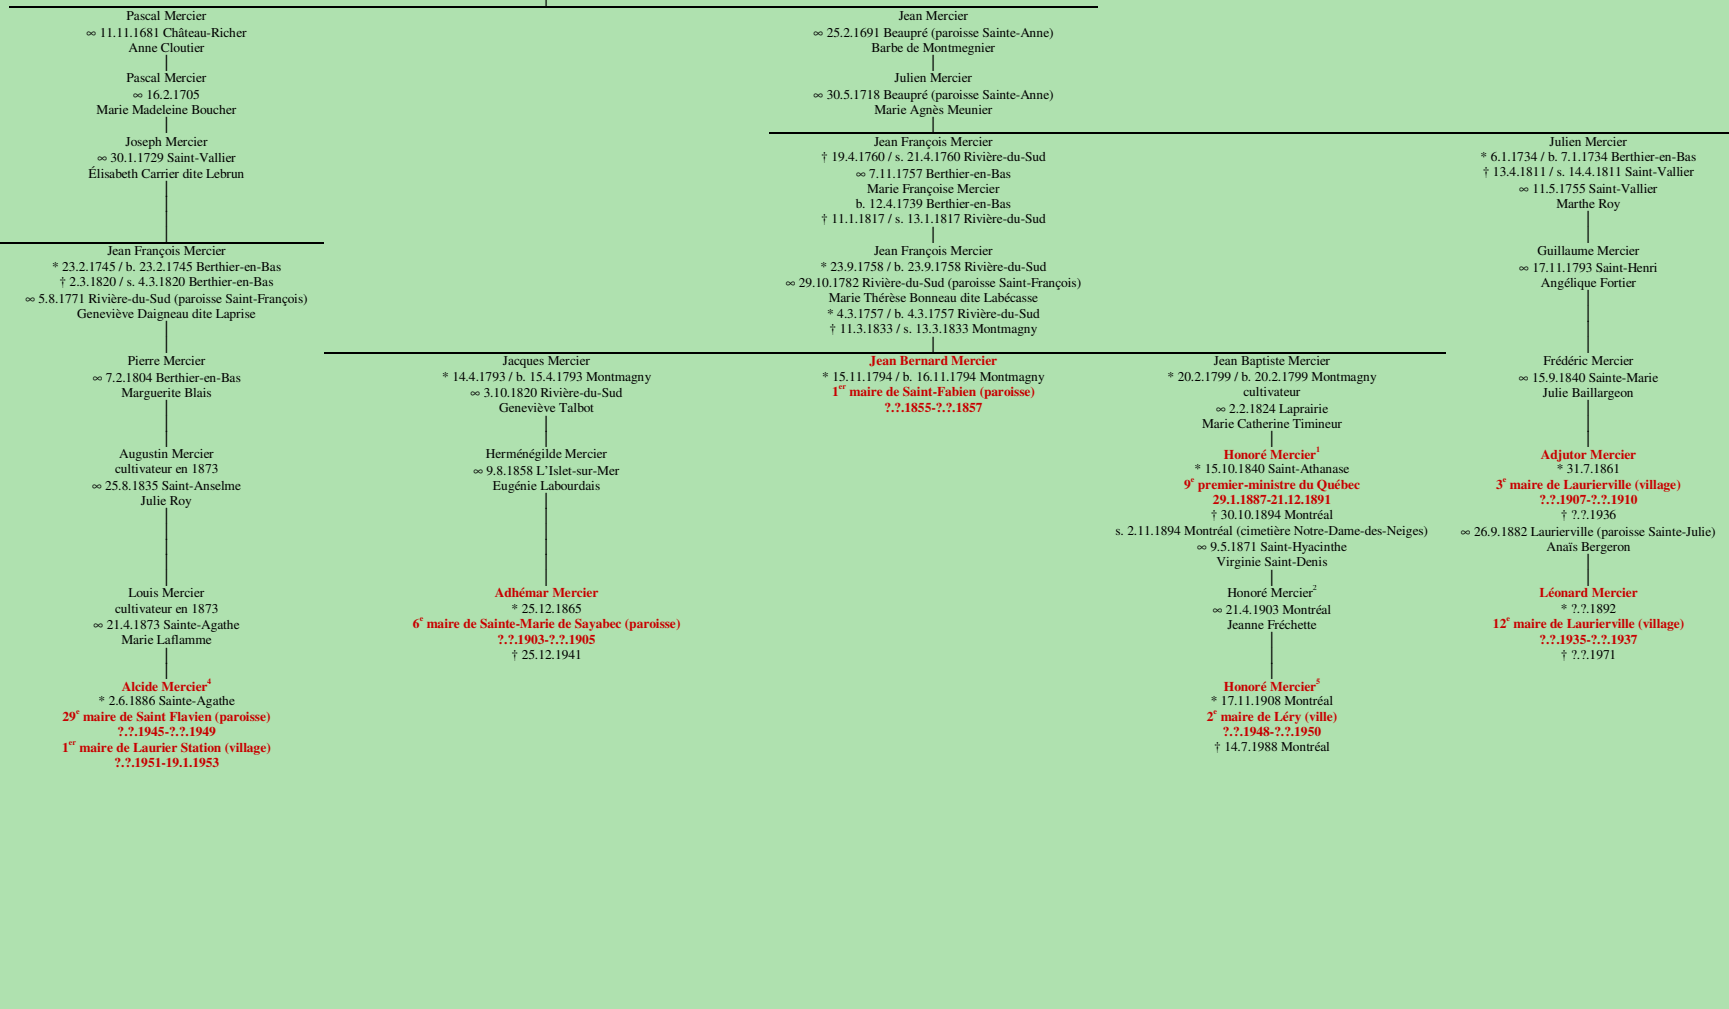 Pascal Mercier
∞ 11.11.1681 Château-Richer
Anne Cloutier
Jean Mercier
∞ 25.2.1691 Beaupré (paroisse Sainte-Anne)
Barbe de Montmegnier
Pascal Mercier
∞ 16.2.1705
Marie Madeleine Boucher
Julien Mercier
∞ 30.5.1718 Beaupré (paroisse Sainte-Anne)
Marie Agnès Meunier
Joseph Mercier
∞ 30.1.1729 Saint-Vallier
Élisabeth Carrier dite Lebrun
Jean François Mercier
† 19.4.1760 / s. 21.4.1760 Rivière-du-Sud
∞ 7.11.1757 Berthier-en-Bas
Marie Françoise Mercier
b. 12.4.1739 Berthier-en-Bas
† 11.1.1817 / s. 13.1.1817 Rivière-du-Sud
Julien Mercier
* 6.1.1734 / b. 7.1.1734 Berthier-en-Bas
† 13.4.1811 / s. 14.4.1811 Saint-Vallier
∞ 11.5.1755 Saint-Vallier
Marthe Roy
Jean François Mercier
* 23.2.1745 / b. 23.2.1745 Berthier-en-Bas
† 2.3.1820 / s. 4.3.1820 Berthier-en-Bas
∞ 5.8.1771 Rivière-du-Sud (paroisse Saint-François)
Geneviève Daigneau dite Laprise
Jean François Mercier
* 23.9.1758 / b. 23.9.1758 Rivière-du-Sud
∞ 29.10.1782 Rivière-du-Sud (paroisse Saint-François)
Marie Thérèse Bonneau dite Labécasse
* 4.3.1757 / b. 4.3.1757 Rivière-du-Sud
† 11.3.1833 / s. 13.3.1833 Montmagny
Guillaume Mercier
∞ 17.11.1793 Saint-Henri
Angélique Fortier
Pierre Mercier
∞ 7.2.1804 Berthier-en-Bas
Marguerite Blais
Jacques Mercier
* 14.4.1793 / b. 15.4.1793 Montmagny
∞ 3.10.1820 Rivière-du-Sud
Geneviève Talbot
Jean Bernard Mercier
* 15.11.1794 / b. 16.11.1794 Montmagny
1er maire de Saint-Fabien (paroisse)
?.?.1855-?.?.1857
Jean Baptiste Mercier
* 20.2.1799 / b. 20.2.1799 Montmagny
cultivateur
∞ 2.2.1824 Laprairie
Marie Catherine Timineur
Frédéric Mercier
∞ 15.9.1840 Sainte-Marie
Julie Baillargeon
Augustin Mercier
cultivateur en 1873
∞ 25.8.1835 Saint-Anselme
Julie Roy
Herménégilde Mercier
∞ 9.8.1858 L'Islet-sur-Mer
Eugénie Labourdais
Honoré Mercier1
* 15.10.1840 Saint-Athanase
9e premier-ministre du Québec
29.1.1887-21.12.1891
† 30.10.1894 Montréal
s. 2.11.1894 Montréal (cimetière Notre-Dame-des-Neiges)
∞ 9.5.1871 Saint-Hyacinthe
Virginie Saint-Denis
Adjutor Mercier
* 31.7.1861
3e maire de Laurierville (village)
?.?.1907-?.?.1910
† ?.?.1936
∞ 26.9.1882 Laurierville (paroisse Sainte-Julie)
Anaïs Bergeron
Louis Mercier
cultivateur en 1873
∞ 21.4.1873 Sainte-Agathe
Marie Laflamme
Adhémar Mercier
* 25.12.1865
6e maire de Sainte-Marie de Sayabec (paroisse)
?.?.1903-?.?.1905
† 25.12.1941
Honoré Mercier2
∞ 21.4.1903 Montréal
Jeanne Fréchette
Léonard Mercier
* ?.?.1892
12e maire de Laurierville (village)
?.?.1935-?.?.1937
† ?.?.1971
Alcide Mercier4
* 2.6.1886 Sainte-Agathe
29e maire de Saint Flavien (paroisse)
?.?.1945-?.?.1949
1er maire de Laurier Station (village)
?.?.1951-19.1.1953
Honoré Mercier5
* 17.11.1908 Montréal
2e maire de Léry (ville)
?.?.1948-?.?.1950
† 14.7.1988 Montréal